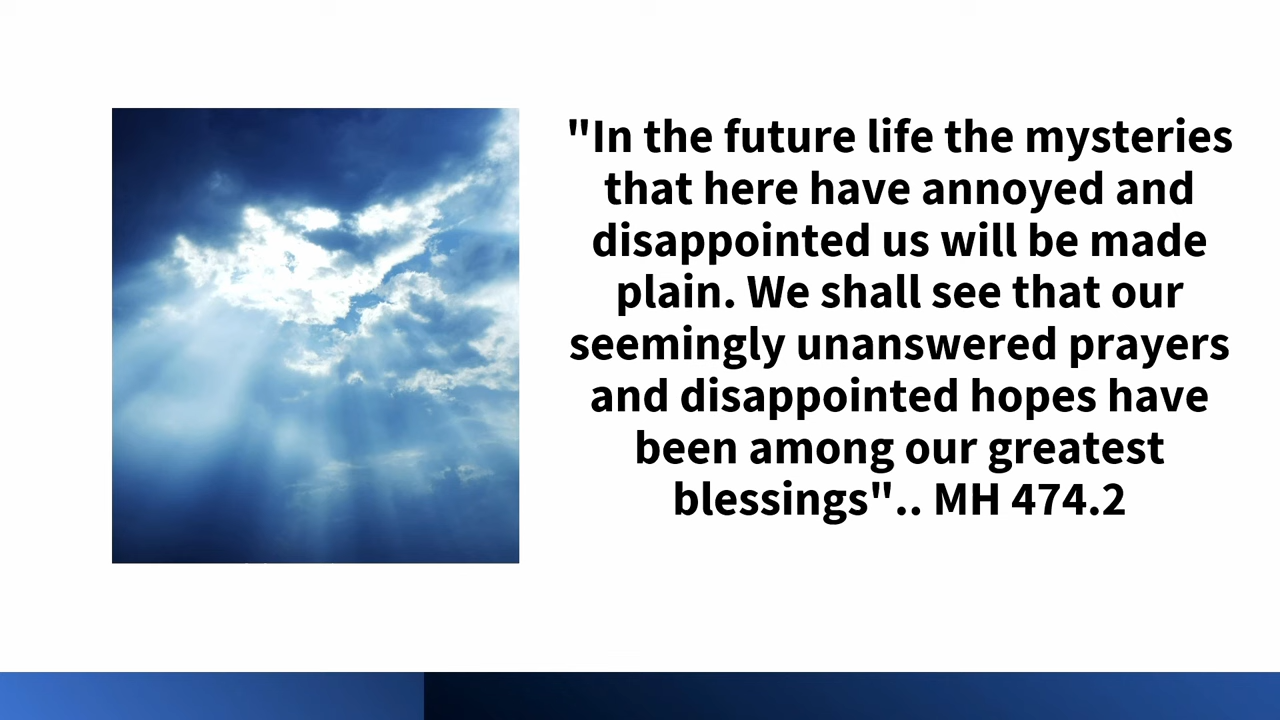 "In the future life the mysteries
that here have annoyed and
disappointed us will be made
plain. We shall see that our
seemingly unanswered prayers
and disappointed hopes have
been among our greatest
blessings".. MH 474.2